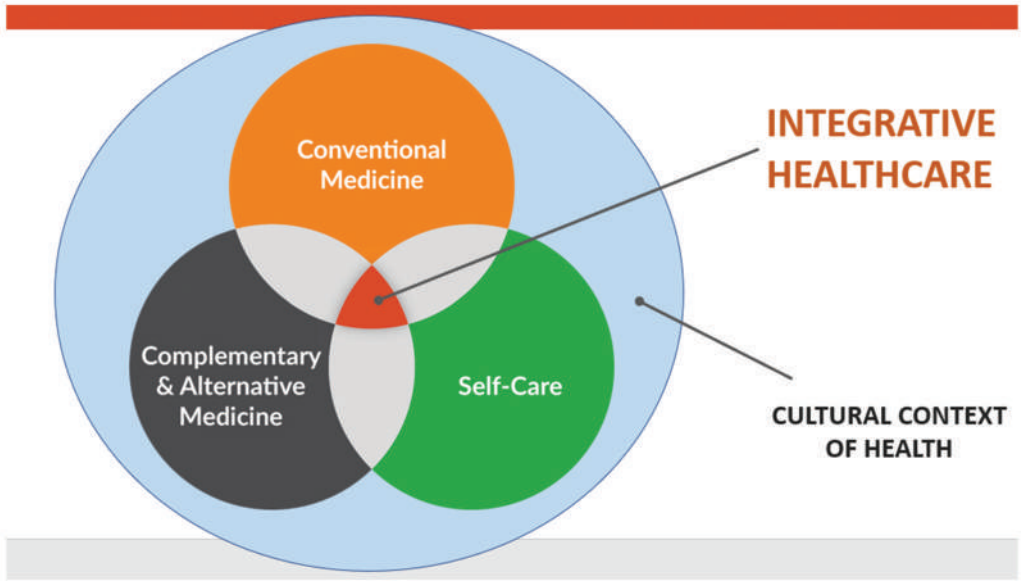 Conventional
Medicine
INTEGRATIVE
HEALTHCARE
Complementary
& Alternative
Medicine
Self-Care
CULTURAL CONTEXT
OF HEALTH